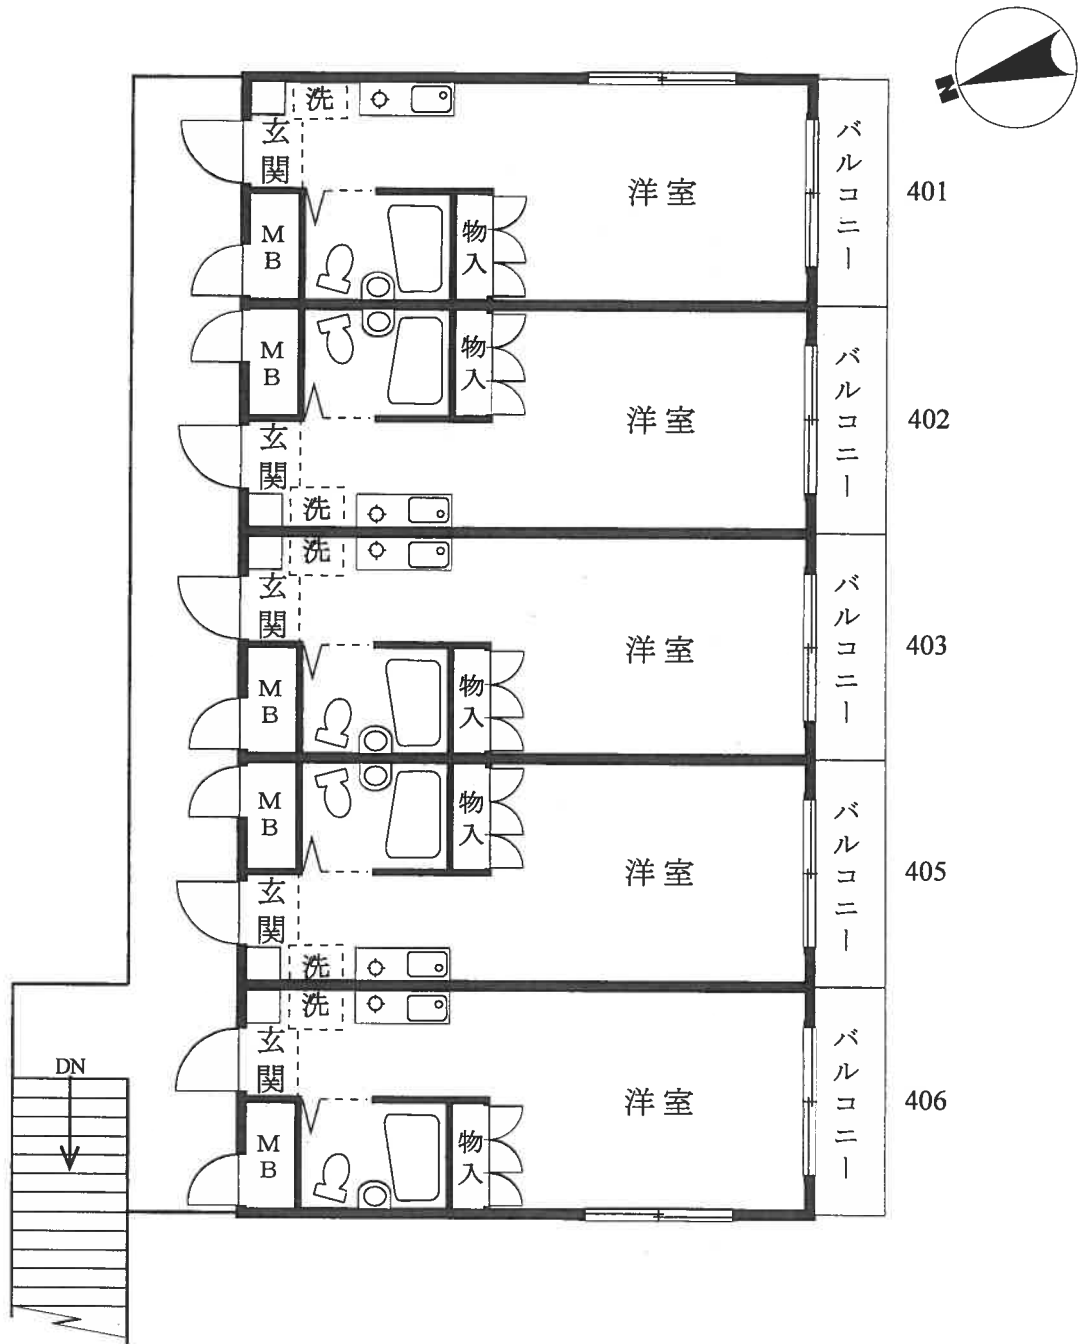 N
洗
玄関
MB
物入
洋室
バルコニー
401
MB
物入
玄関
洗
洋室
バルコニー
402
洗
玄関
MB
物入
洋室
バルコニー
403
MB
物入
玄関
洗
洋室
バルコニー
405
洗
玄関
MB
物入
洋室
バルコニー
406
DN